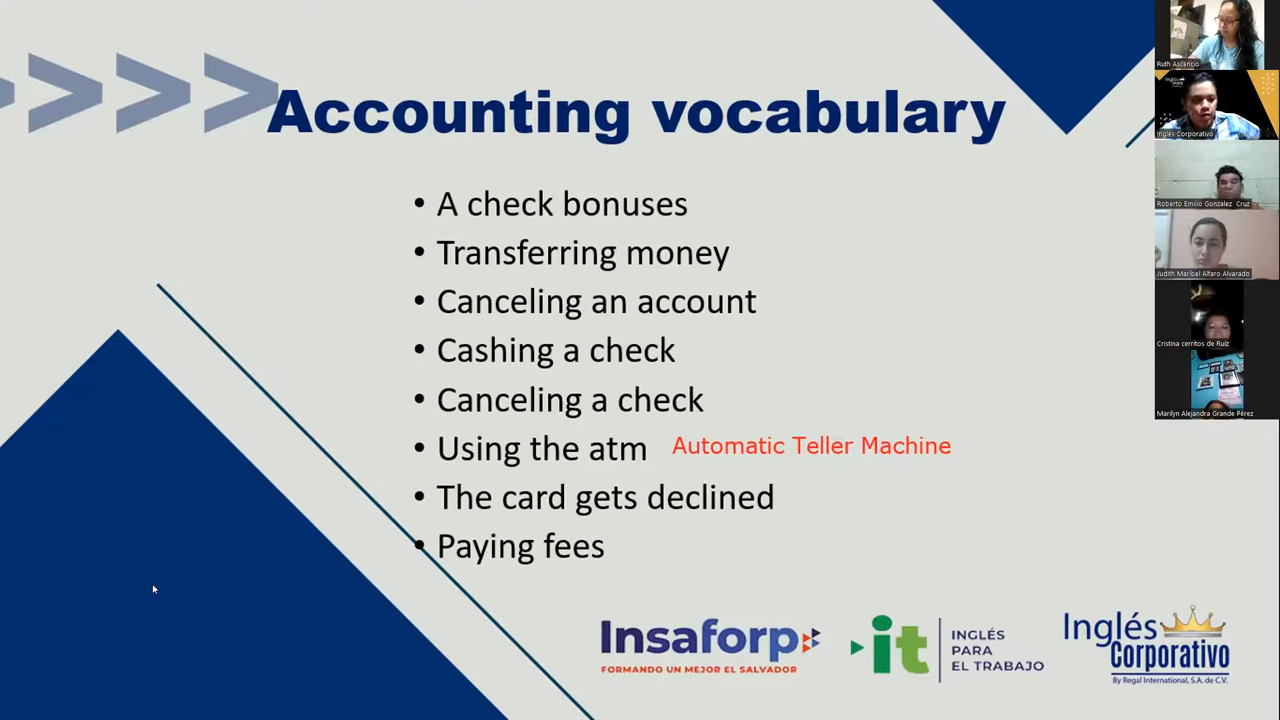 Accounting vocabulary
• A check bonuses
• Transferring money
• Canceling an account
• Cashing a check
• Canceling a check
• Using the atm Automatic Teller Machine
• The card gets declined
• Paying fees
Insaforp
FORMANDO UN MEJOR EL SALVADOR
it
INGLÉS
PARA
EL TRABAJO
Inglés
Corporativo
By Regal International, S.A. de C.V.
Ruth Ascencio
Inglés Corporativo
Roberto Emilio Gonzalez Cruz
Judith Maribel Alfaro Alvarado
Cristina cerritos de Ruiz
Marilyn Alejandra Grande Pérez